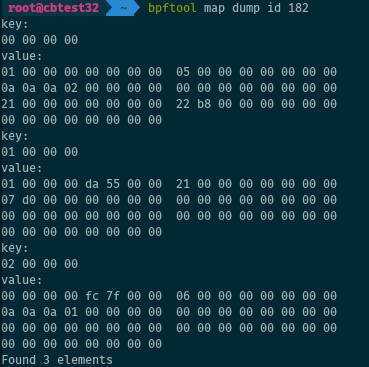 root@cbtest32 ~ bpftool map dump id 182
key:
00 00 00 00
value:
01 00 00 00 00 00 00 00  05 00 00 00 00 00 00 00
0a 0a 0a 02 00 00 00 00  00 00 00 00 00 00 00 00
21 00 00 00 00 00 00 00  22 b8 00 00 00 00 00 00
00 00 00 00 00 00 00 00
key:
01 00 00 00
value:
01 00 00 00 da 55 00 00  21 00 00 00 00 00 00 00
07 d0 00 00 00 00 00 00  00 00 00 00 00 00 00 00
00 00 00 00 00 00 00 00  00 00 00 00 00 00 00 00
00 00 00 00 00 00 00 00
key:
02 00 00 00
value:
00 00 00 00 fc 7f 00 00  06 00 00 00 00 00 00 00
0a 0a 0a 01 00 00 00 00  00 00 00 00 00 00 00 00
00 00 00 00 00 00 00 00  00 00 00 00 00 00 00 00
00 00 00 00 00 00 00 00
Found 3 elements